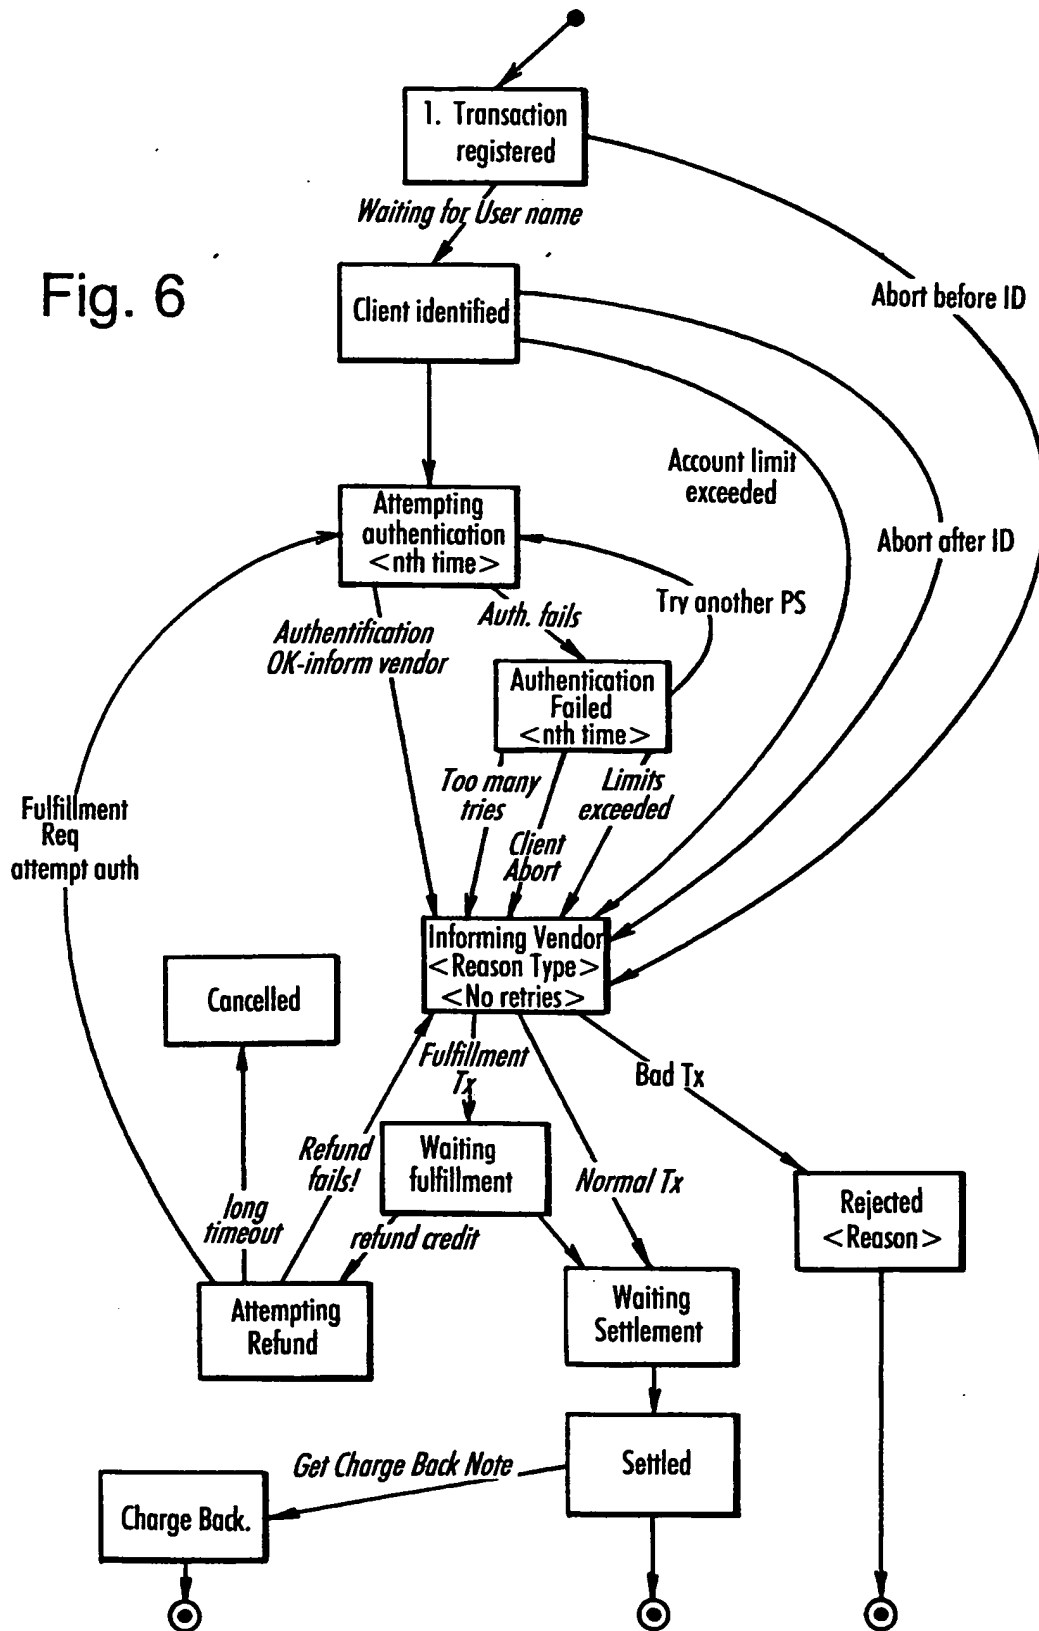 1. Transaction
registered
Waiting for User name
Fig. 6
Client identified
Abort before ID
Account limit
exceeded
Abort after ID
Attempting
authentication
<nth time>
Try another PS
Auth. fails
Authentification
OK-inform vendor
Authentication
Failed
<nth time>
Too many
tries
Limits
exceeded
Client
Abort
Fulfillment
Req
attempt auth
Informing Vendor
<Reason Type>
<No retries>
Cancelled
Fulfillment
Tx
Bad Tx
Refund
fails!
Waiting
fulfillment
Normal Tx
Rejected
<Reason>
long
timeout
refund credit
Attempting
Refund
Waiting
Settlement
Get Charge Back Note
Settled
Charge Back.